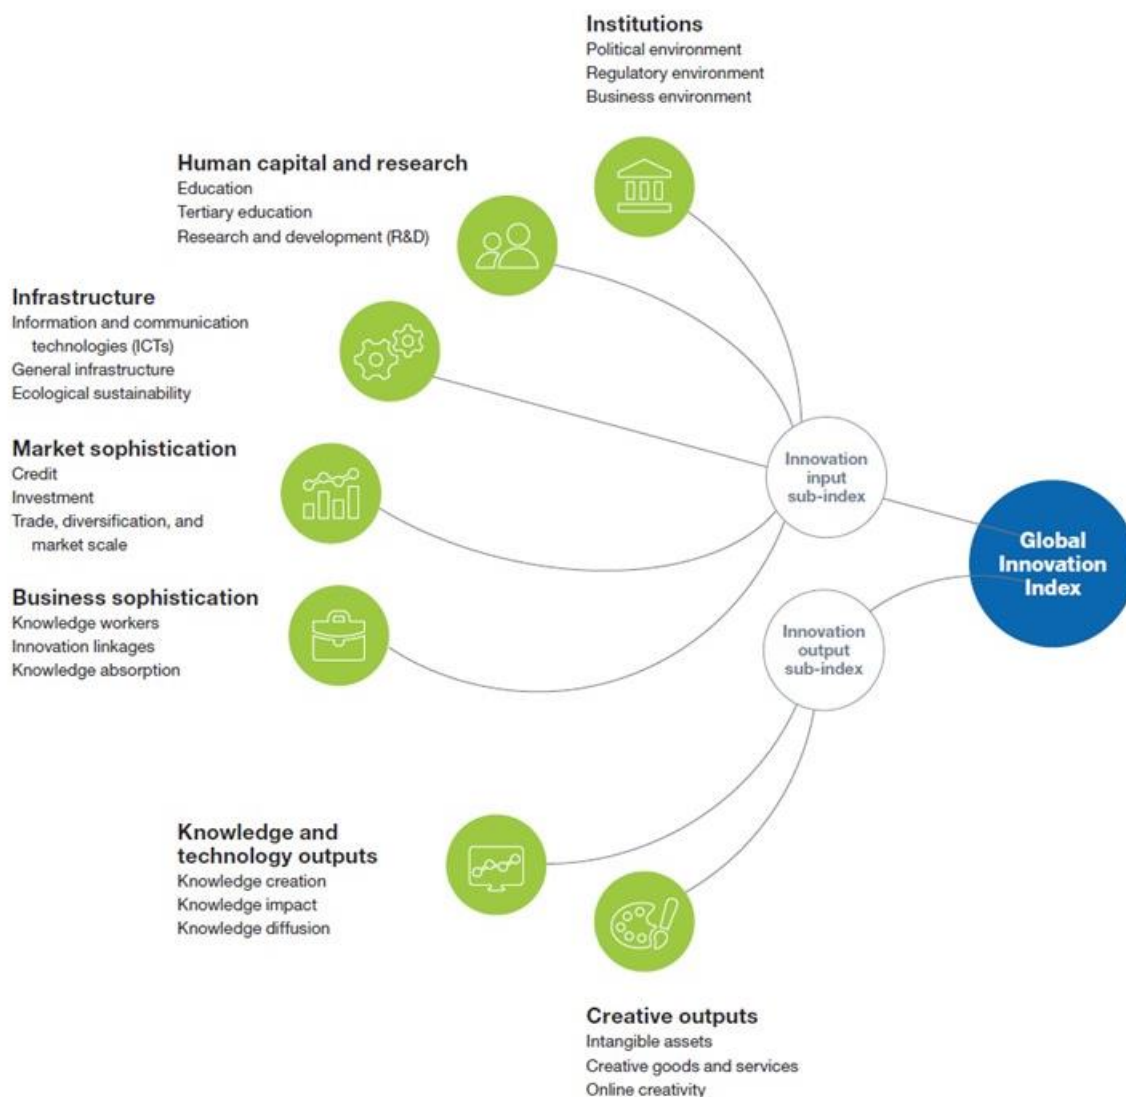 Institutions
Political environment
Regulatory environment
Business environment
Human capital and research
Education
Tertiary education
Research and development (R&D)
Infrastructure
Information and communication
technologies (ICTs)
General infrastructure
Ecological sustainability
Market sophistication
Credit
Investment
Trade, diversification, and
market scale
Business sophistication
Knowledge workers
Innovation linkages
Knowledge absorption
Innovation
input
sub-index
Global
Innovation
Index
Innovation
output
sub-index
Knowledge and
technology outputs
Knowledge creation
Knowledge impact
Knowledge diffusion
Creative outputs
Intangible assets
Creative goods and services
Online creativity